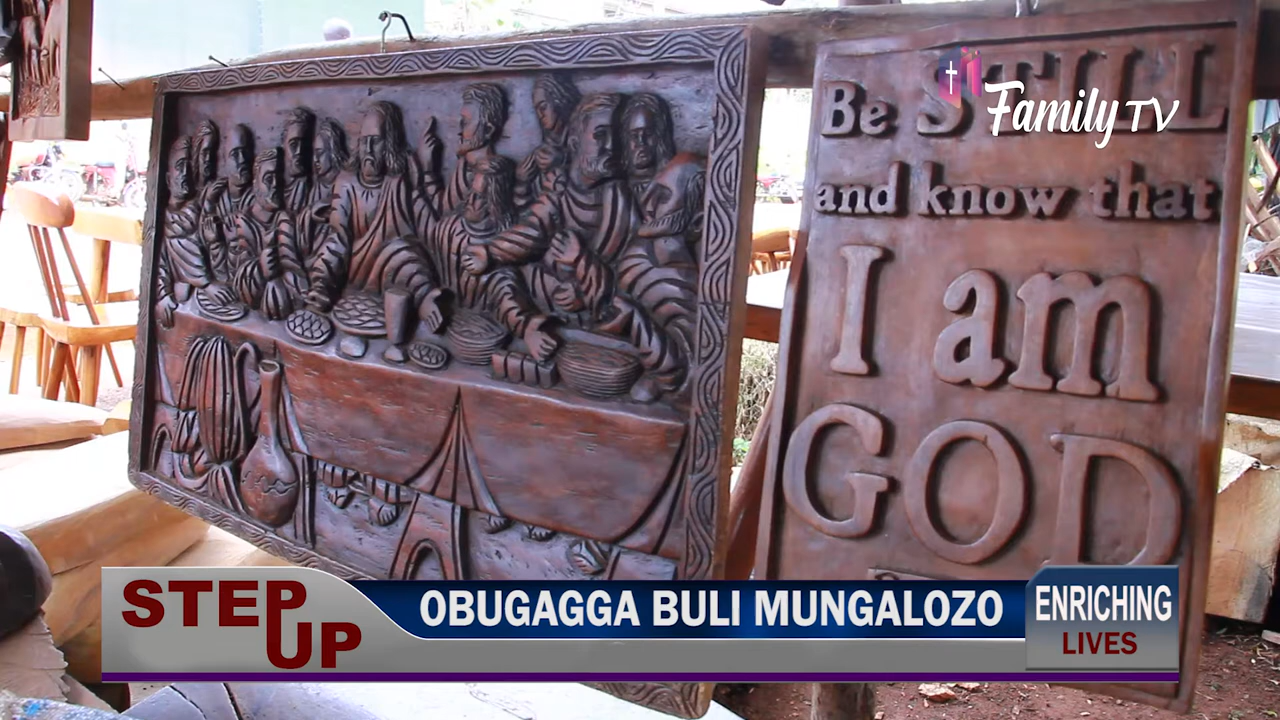 Family TV
Be STILL
and know that
I am
GOD
STEP
UP
OBUGAGGA BULI MUNGALOZO
ENRICHING
LIVES